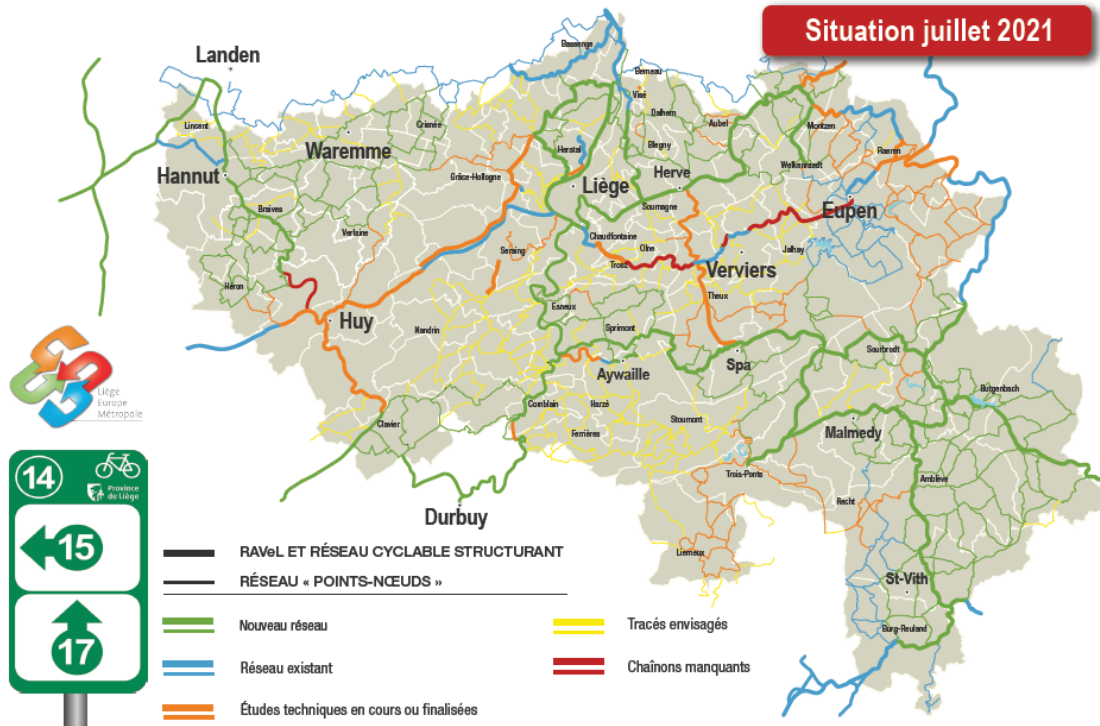 Situation juillet 2021
Landen
Bassenge
Berneau
Visé
Lincent
Crisnée
Dalhem
Aubel
Montzen
Waremme
Blegny
Herstal
Raeren
Hannut
Grâce-Hollogne
Liège
Herve
Welkenraedt
Eupen
Braives
Soumagne
Verlaine
Chaudfontaine
Olne
Seraing
Trooz
Verviers
Jalhay
Héron
Theux
Huy
Esneux
Nandrin
Sprimont
Sourbrodt
Aywaille
Spa
Butgenbach
Liège
Europe
Métropole
Comblain
Harzé
Clavier
Stoumont
Malmedy
Ferrières
14
Province
de Liège
Trois-Ponts
Amblève
Recht
Durbuy
15
Lierneux
RAVeL ET RÉSEAU CYCLABLE STRUCTURANT
RÉSEAU « POINTS-NŒUDS »
St-Vith
17
Nouveau réseau
Tracés envisagés
Burg-Reuland
Réseau existant
Chaînons manquants
Études techniques en cours ou finalisées